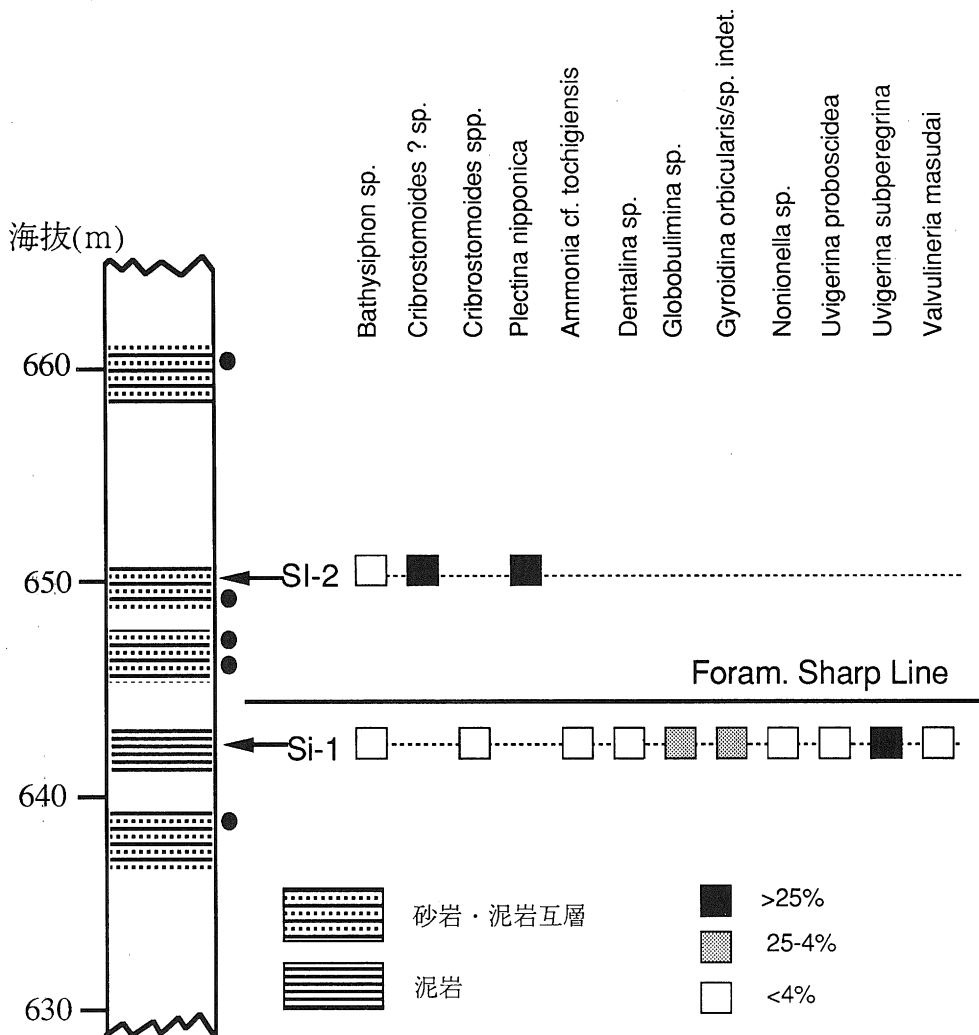 海抜(m)
Bathysiphon sp.
Cribrostomoides ? sp.
Cribrostomoides spp.
Plectina nipponica
Ammonia cf. tochigiensis
Dentalina sp.
Globobulimina sp.
Gyroidina orbicularis/sp. indet.
Nonionella sp.
Uvigerina proboscidea
Uvigerina subperegrina
Valvulineria masudai
660
650
SI-2
Foram. Sharp Line
Si-1
640
630
砂岩・泥岩互層
泥岩
>25%
25-4%
<4%